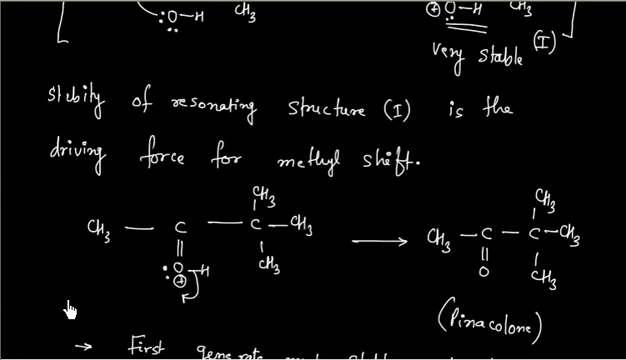 :O-H CH3 ⊕ O-H CH3
very stable (I)
stbity of resonating structure (I) is the
driving force for methyl shift.
CH3 CH3
CH3 — C — C — CH3 → CH3 — C — C — CH3
:O-H CH3 O CH3
⊕
(Pinacolone)
→ First